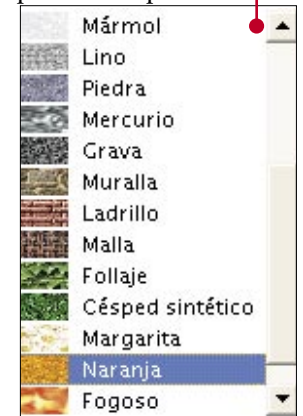 Mármol
Lino
Piedra
Mercurio
Grava
Muralla
Ladrillo
Malla
Follaje
Césped sintético
Margarita
Naranja
Fogoso